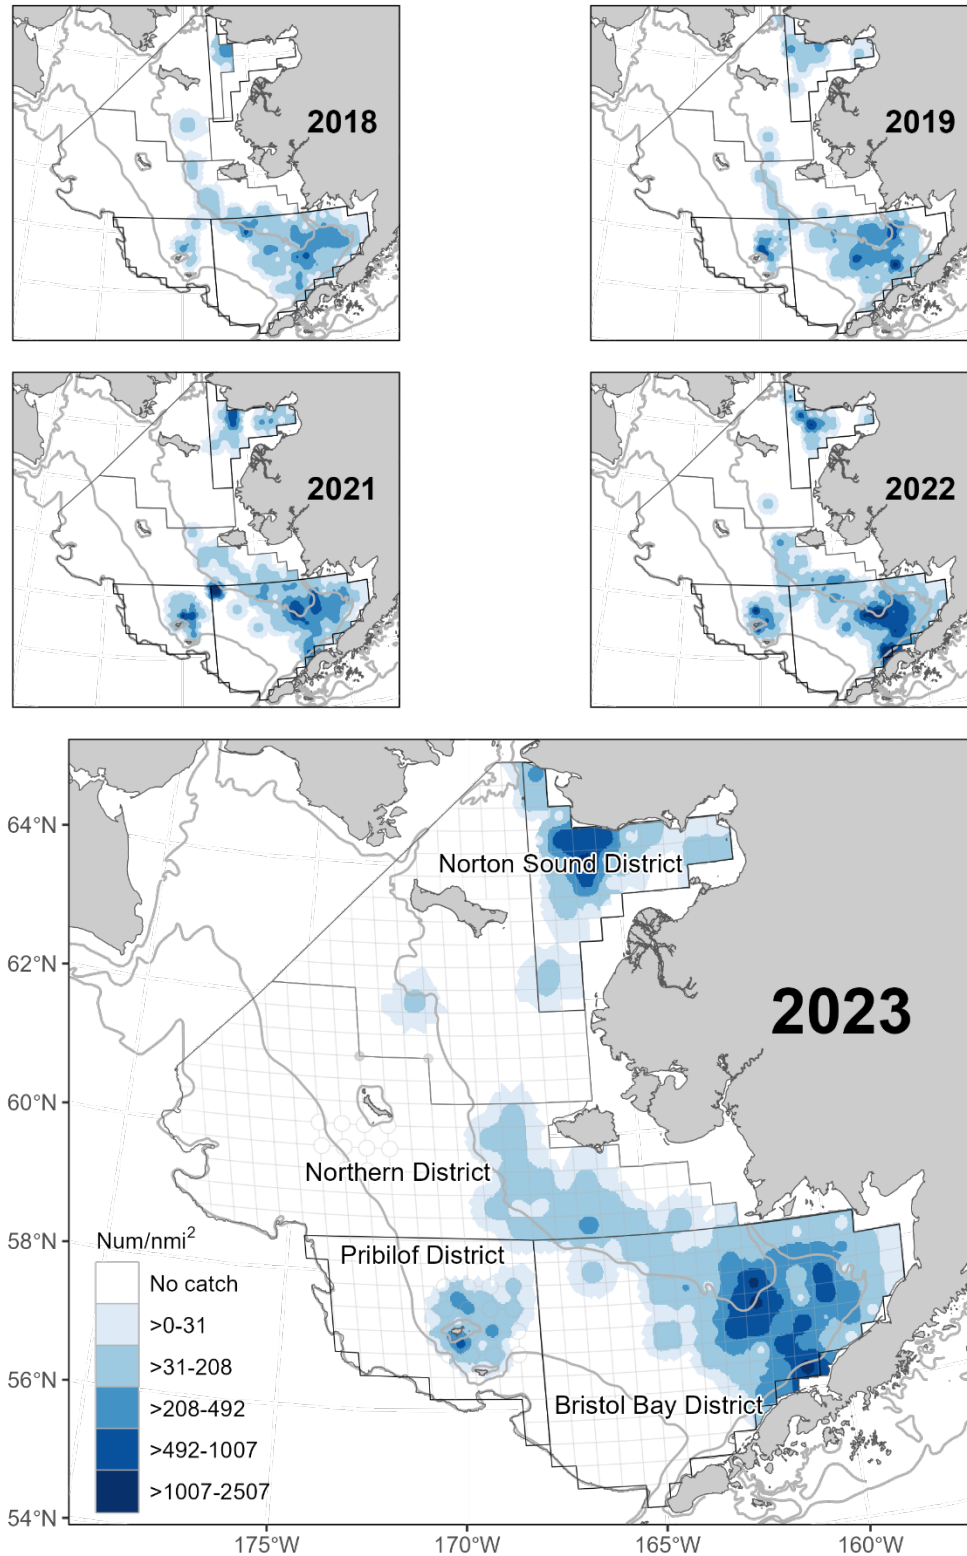 2018
2019
2021
2022
2023
64°N
62°N
60°N
58°N
56°N
54°N
Norton Sound District
Northern District
Pribilof District
Bristol Bay District
Num/nmi²
No catch
>0-31
>31-208
>208-492
>492-1007
>1007-2507
175°W
170°W
165°W
160°W